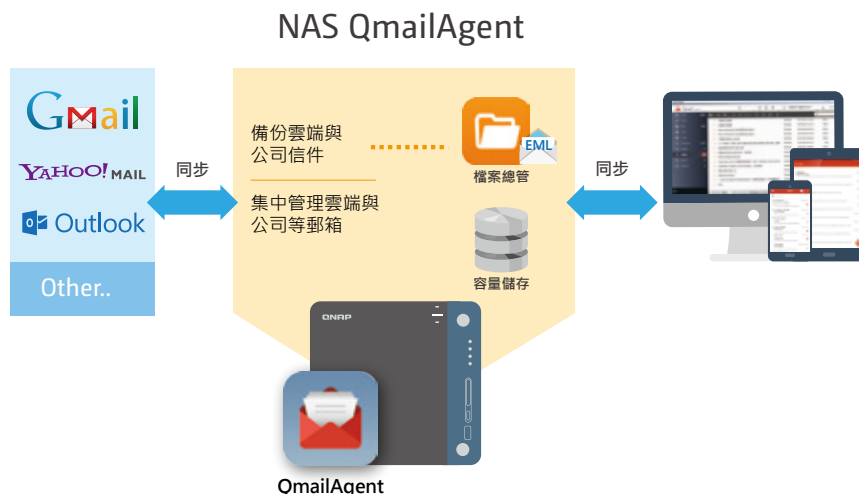 NAS QmailAgent
Gmail
YAHOO! MAIL
Outlook
Other..
同步
備份雲端與
公司信件
集中管理雲端與
公司等郵箱
EML
檔案總管
容量儲存
同步
QNAP
QmailAgent